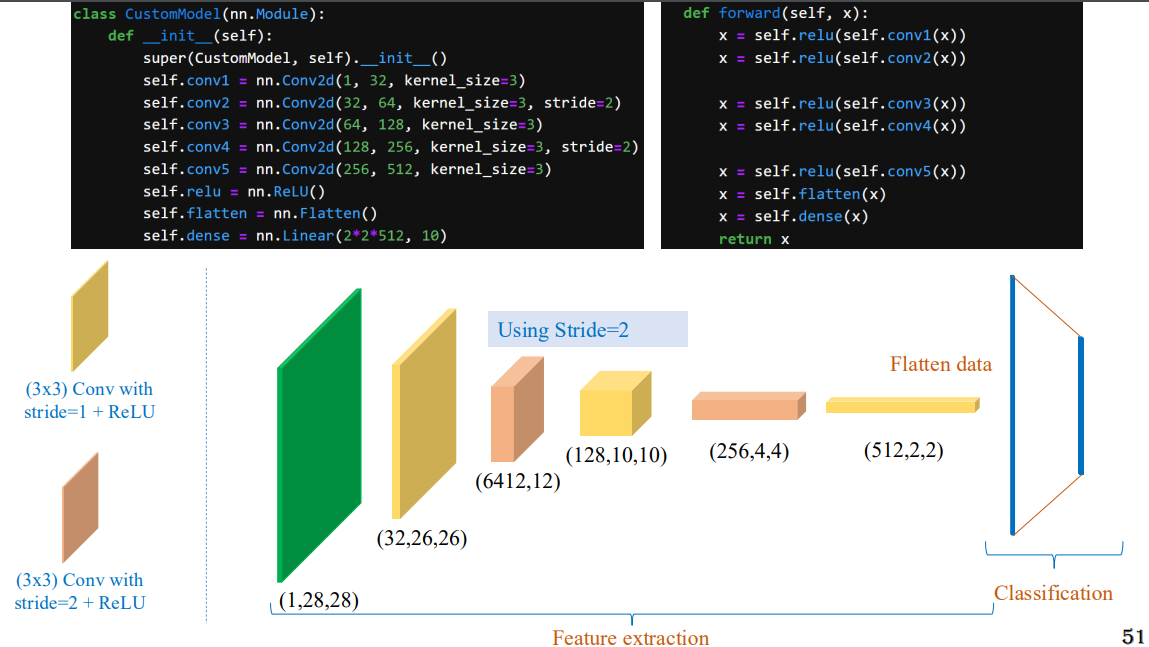 class CustomModel(nn.Module):
    def __init__(self):
        super(CustomModel, self).__init__()
        self.conv1 = nn.Conv2d(1, 32, kernel_size=3)
        self.conv2 = nn.Conv2d(32, 64, kernel_size=3, stride=2)
        self.conv3 = nn.Conv2d(64, 128, kernel_size=3)
        self.conv4 = nn.Conv2d(128, 256, kernel_size=3, stride=2)
        self.conv5 = nn.Conv2d(256, 512, kernel_size=3)
        self.relu = nn.ReLU()
        self.flatten = nn.Flatten()
        self.dense = nn.Linear(2*2*512, 10)
def forward(self, x):
    x = self.relu(self.conv1(x))
    x = self.relu(self.conv2(x))
    x = self.relu(self.conv3(x))
    x = self.relu(self.conv4(x))
    x = self.relu(self.conv5(x))
    x = self.flatten(x)
    x = self.dense(x)
    return x
(3x3) Conv with
stride=1 + ReLU
(3x3) Conv with
stride=2 + ReLU
Using Stride=2
Flatten data
(1,28,28)
(32,26,26)
(6412,12)
(128,10,10)
(256,4,4)
(512,2,2)
Feature extraction
Classification
51